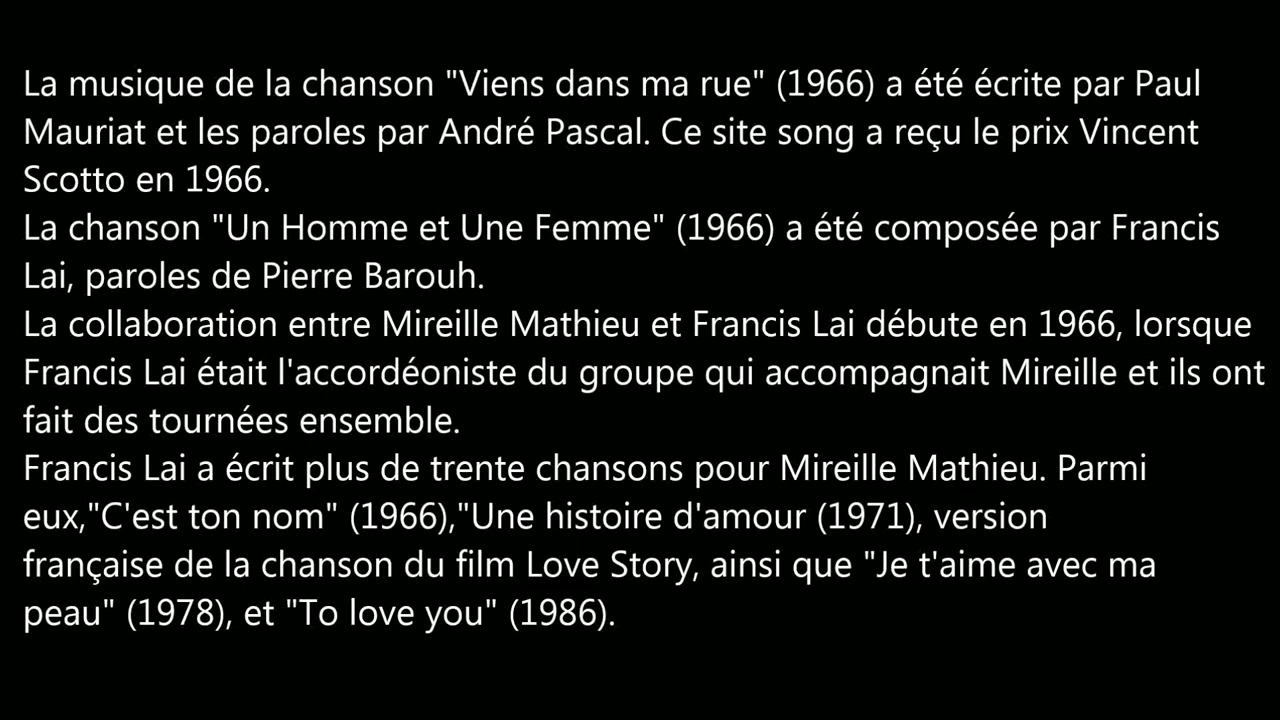 La musique de la chanson "Viens dans ma rue" (1966) a été écrite par Paul
Mauriat et les paroles par André Pascal. Ce site song a reçu le prix Vincent
Scotto en 1966.
La chanson "Un Homme et Une Femme" (1966) a été composée par Francis
Lai, paroles de Pierre Barouh.
La collaboration entre Mireille Mathieu et Francis Lai débute en 1966, lorsque
Francis Lai était l'accordéoniste du groupe qui accompagnait Mireille et ils ont
fait des tournées ensemble.
Francis Lai a écrit plus de trente chansons pour Mireille Mathieu. Parmi
eux,"C'est ton nom" (1966),"Une histoire d'amour (1971), version
française de la chanson du film Love Story, ainsi que "Je t'aime avec ma
peau" (1978), et "To love you" (1986).